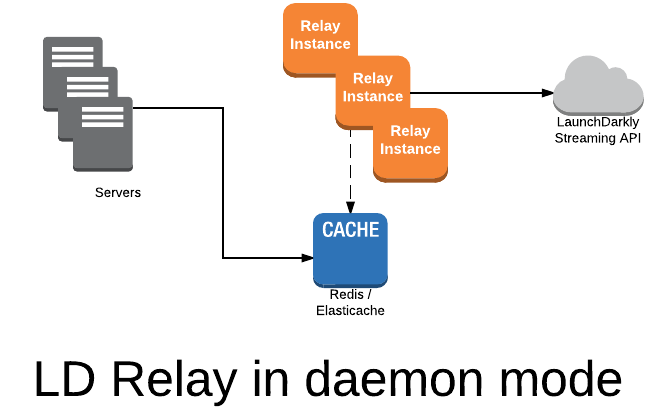 Relay
Instance
Relay
Instance
Relay
Instance
LaunchDarkly
Streaming API
Servers
CACHE
Redis /
Elasticache
LD Relay in daemon mode